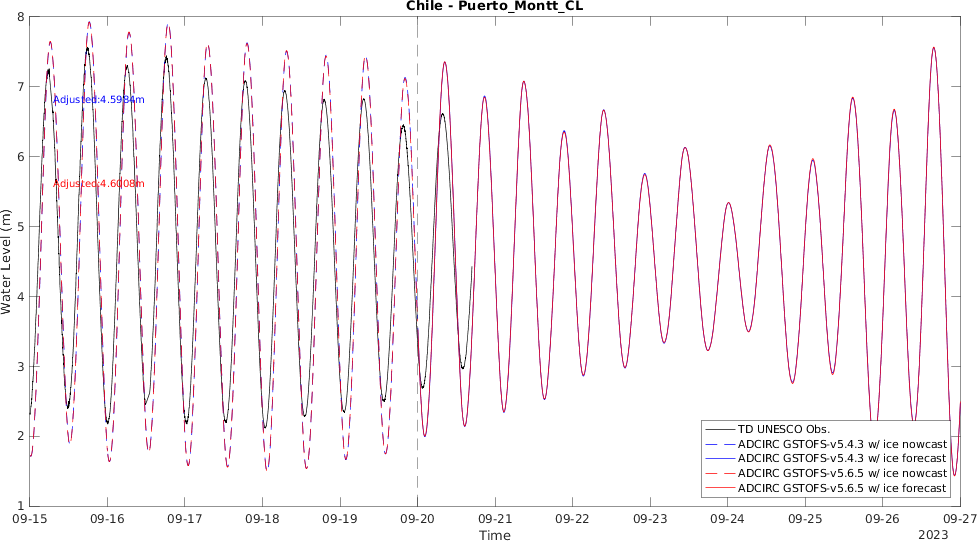 Chile - Puerto_Montt_CL
8
7
6
5
4
3
2
1
Water Level (m)
Adjusted:4.5984m
Adjusted:4.6008m
TD UNESCO Obs.
ADCIRC GSTOFS-v5.4.3 w/ ice nowcast
ADCIRC GSTOFS-v5.4.3 w/ ice forecast
ADCIRC GSTOFS-v5.6.5 w/ ice nowcast
ADCIRC GSTOFS-v5.6.5 w/ ice forecast
09-15 09-16 09-17 09-18 09-19 09-20 09-21 09-22 09-23 09-24 09-25 09-26 09-27
Time
2023